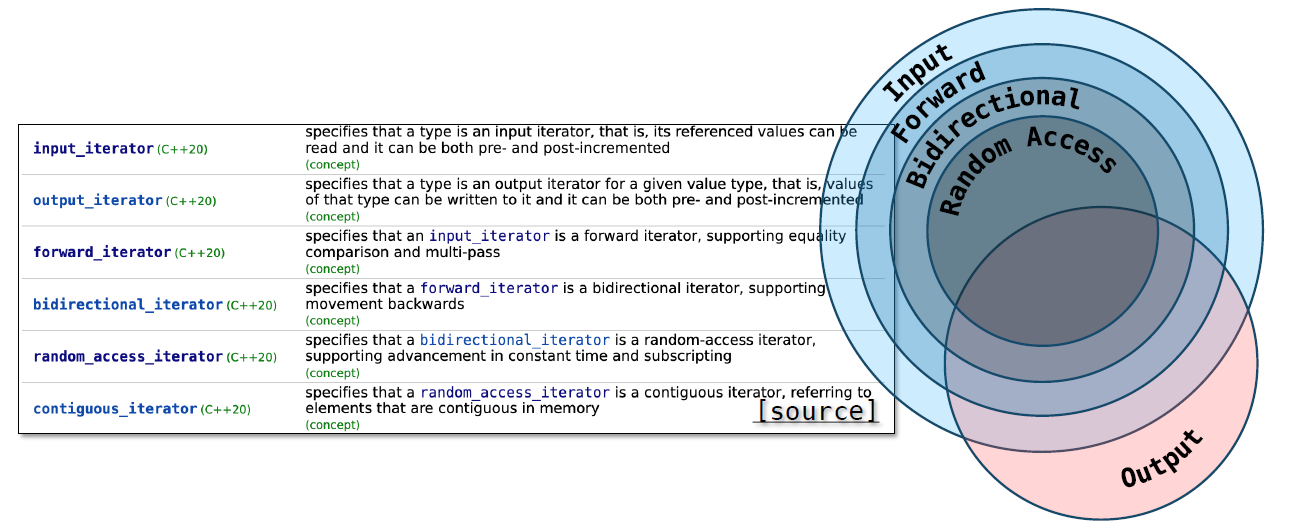 input_iterator (C++20)
specifies that a type is an input iterator, that is, its referenced values can be
read and it can be both pre- and post-incremented
(concept)
output_iterator (C++20)
specifies that a type is an output iterator for a given value type, that is, values
of that type can be written to it and it can be both pre- and post-incremented
(concept)
forward_iterator (C++20)
specifies that an input_iterator is a forward iterator, supporting equality
comparison and multi-pass
(concept)
bidirectional_iterator (C++20)
specifies that a forward_iterator is a bidirectional iterator, supporting
movement backwards
(concept)
random_access_iterator (C++20)
specifies that a bidirectional_iterator is a random-access iterator,
supporting advancement in constant time and subscripting
(concept)
contiguous_iterator (C++20)
specifies that a random_access_iterator is a contiguous iterator, referring to
elements that are contiguous in memory
(concept)
[source]
Input
Forward
Bidirectional
Random Access
Output